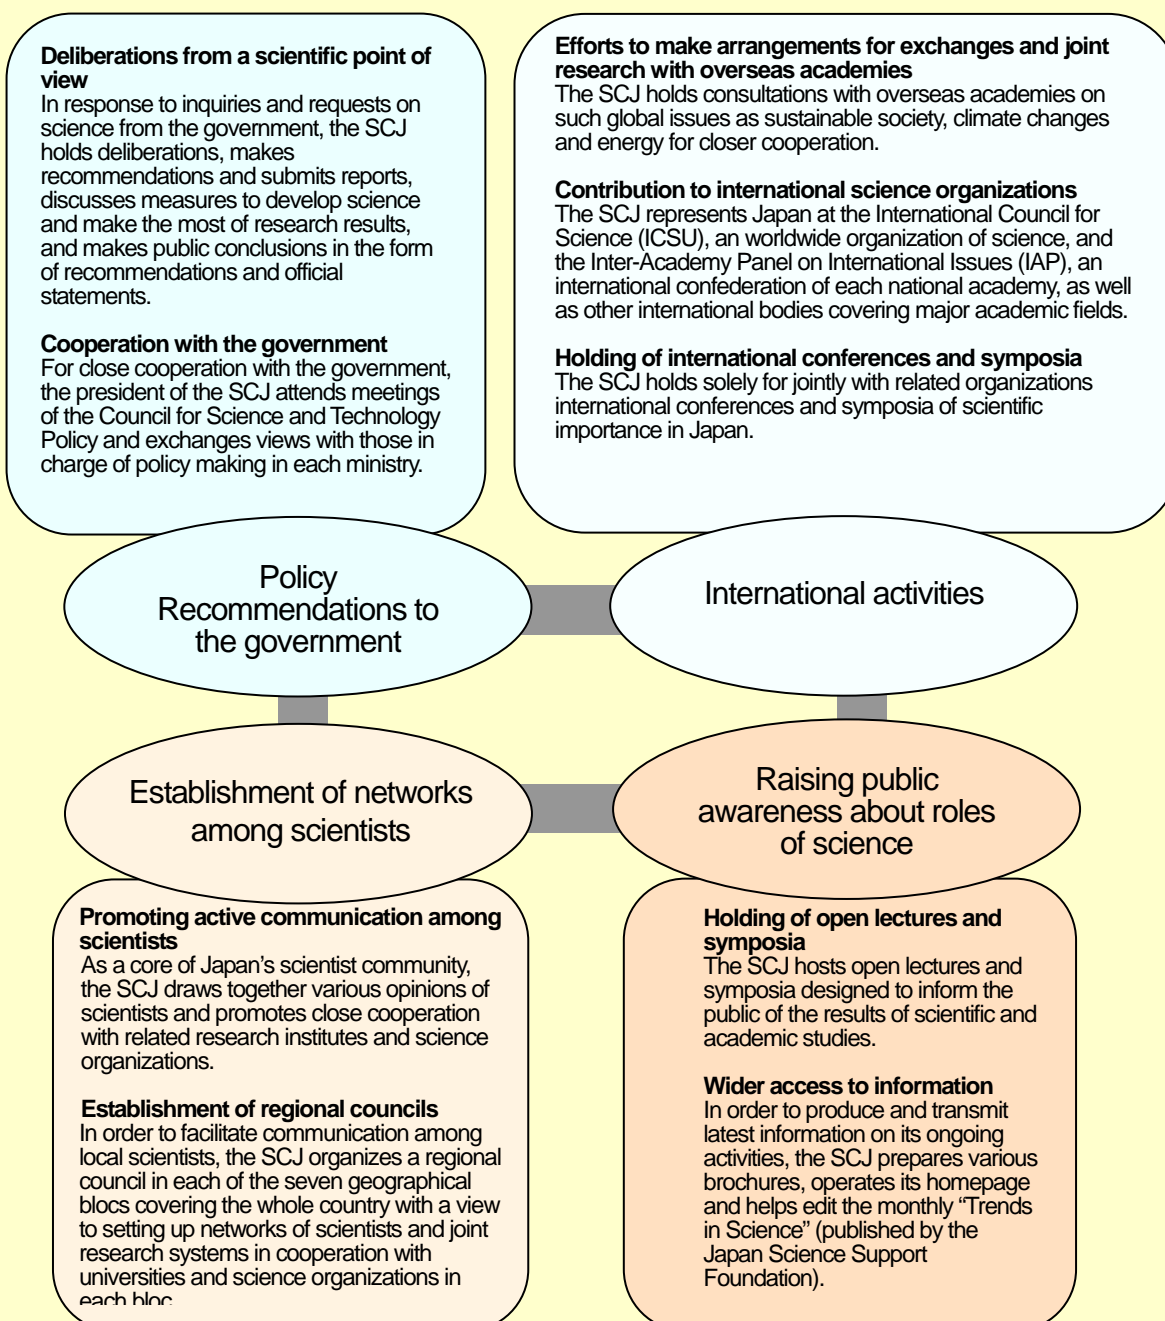 Deliberations from a scientific point of
view
In response to inquiries and requests on
science from the government, the SCJ
holds deliberations, makes
recommendations and submits reports,
discusses measures to develop science
and make the most of research results,
and makes public conclusions in the form
of recommendations and official
statements.
Cooperation with the government
For close cooperation with the government,
the president of the SCJ attends meetings
of the Council for Science and Technology
Policy and exchanges views with those in
charge of policy making in each ministry.
Efforts to make arrangements for exchanges and joint
research with overseas academies
The SCJ holds consultations with overseas academies on
such global issues as sustainable society, climate changes
and energy for closer cooperation.
Contribution to international science organizations
The SCJ represents Japan at the International Council for
Science (ICSU), an worldwide organization of science, and
the Inter-Academy Panel on International Issues (IAP), an
international confederation of each national academy, as well
as other international bodies covering major academic fields.
Holding of international conferences and symposia
The SCJ holds solely for jointly with related organizations
international conferences and symposia of scientific
importance in Japan.
Policy
Recommendations to
the government
International activities
Establishment of networks
among scientists
Raising public
awareness about roles
of science
Promoting active communication among
scientists
As a core of Japan's scientist community,
the SCJ draws together various opinions of
scientists and promotes close cooperation
with related research institutes and science
organizations.
Establishment of regional councils
In order to facilitate communication among
local scientists, the SCJ organizes a regional
council in each of the seven geographical
blocs covering the whole country with a view
to setting up networks of scientists and joint
research systems in cooperation with
universities and science organizations in
each bloc
Holding of open lectures and
symposia
The SCJ hosts open lectures and
symposia designed to inform the
public of the results of scientific and
academic studies.
Wider access to information
In order to produce and transmit
latest information on its ongoing
activities, the SCJ prepares various
brochures, operates its homepage
and helps edit the monthly “Trends
in Science” (published by the
Japan Science Support
Foundation).